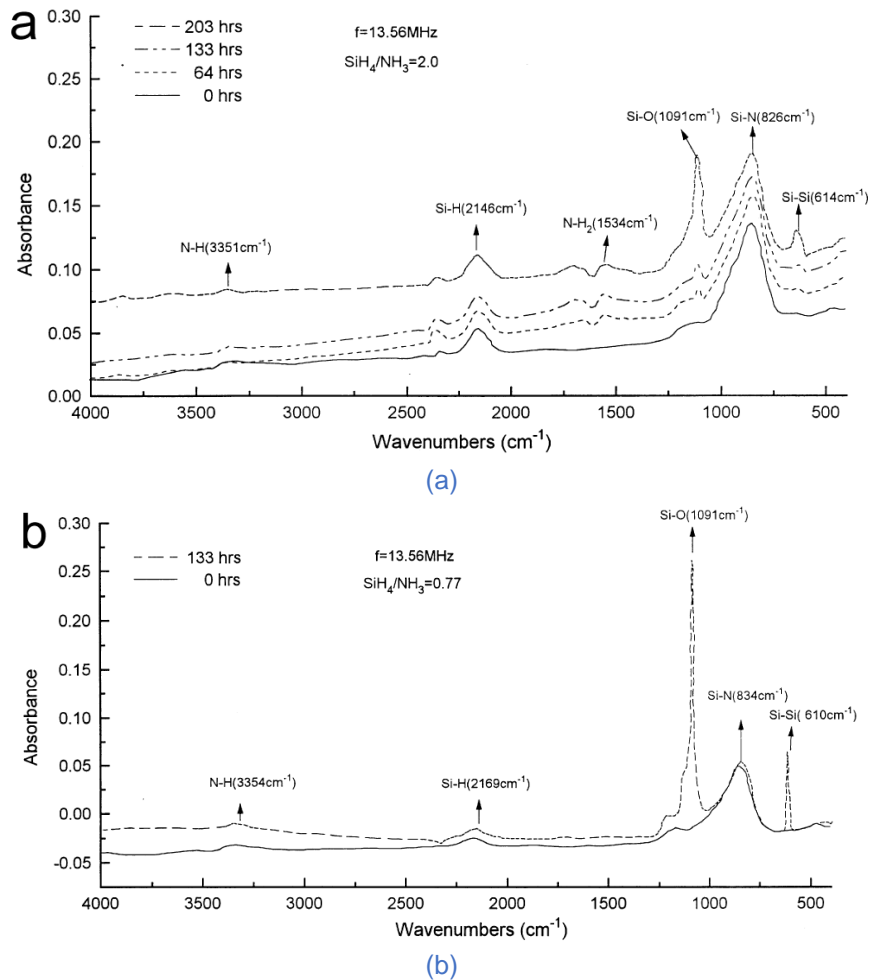 a
203 hrs
133 hrs
64 hrs
0 hrs
f=13.56MHz
SiH₄/NH₃=2.0
N-H(3351cm⁻¹)
Si-H(2146cm⁻¹)
N-H₂(1534cm⁻¹)
Si-O(1091cm⁻¹)
Si-N(826cm⁻¹)
Si-Si(614cm⁻¹)
Absorbance
0.30
0.25
0.20
0.15
0.10
0.05
0.00
4000 3500 3000 2500 2000 1500 1000 500
Wavenumbers (cm⁻¹)
(a)
b
133 hrs
0 hrs
f=13.56MHz
SiH₄/NH₃=0.77
N-H(3354cm⁻¹)
Si-H(2169cm⁻¹)
Si-O(1091cm⁻¹)
Si-N(834cm⁻¹)
Si-Si( 610cm⁻¹)
Absorbance
0.30
0.25
0.20
0.15
0.10
0.05
0.00
-0.05
4000 3500 3000 2500 2000 1500 1000 500
Wavenumbers (cm⁻¹)
(b)